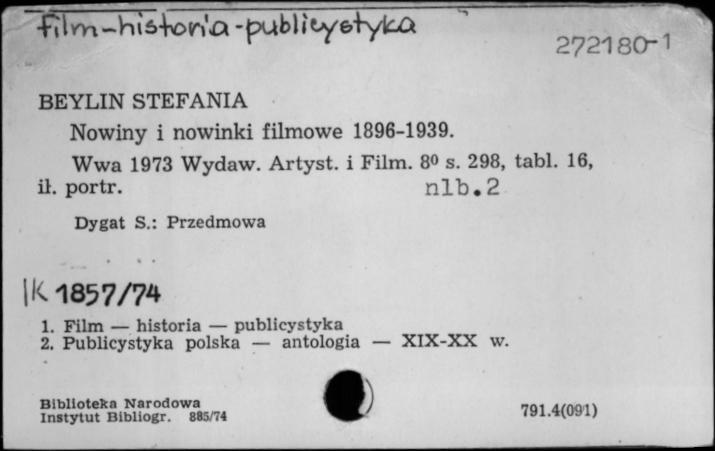 film-historia-publicystyka
272180-1
BEYLIN STEFANIA
Nowiny i nowinki filmowe 1896-1939.
Wwa 1973 Wydaw. Artyst. i Film. 8⁰ s. 298, tabl. 16,
il. portr. nlb.2
Dygat S.: Przedmowa
IK 1857/74
1. Film — historia — publicystyka
2. Publicystyka polska — antologia — XIX-XX w.
Biblioteka Narodowa
Instytut Bibliogr. 885/74
791.4(091)